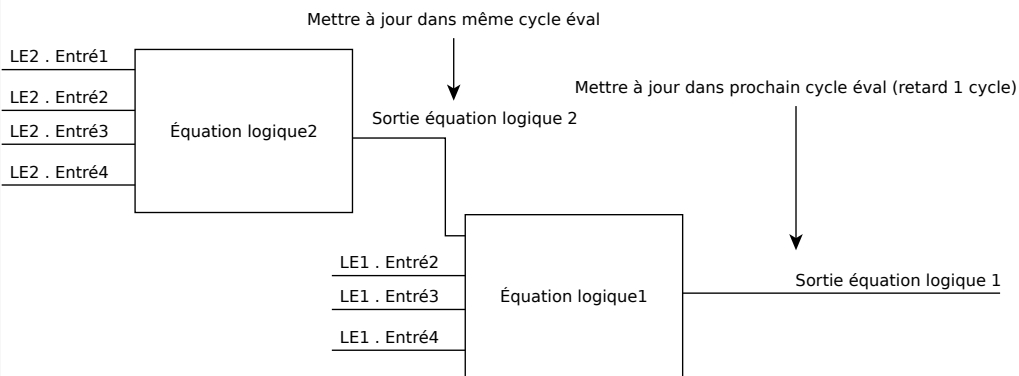 Mettre à jour dans même cycle éval
LE2 . Entré1
Mettre à jour dans prochain cycle éval (retard 1 cycle)
LE2 . Entré2
Sortie équation logique 2
LE2 . Entré3
Équation logique2
LE2 . Entré4
LE1 . Entré2
Sortie équation logique 1
LE1 . Entré3
Équation logique1
LE1 . Entré4